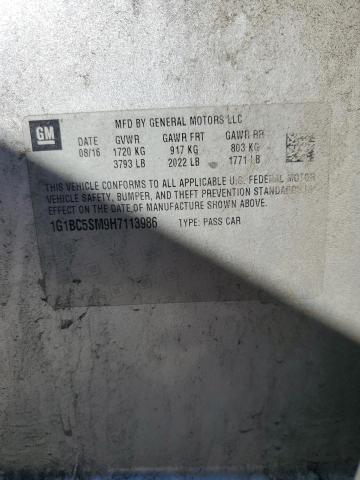 GM
MFD BY GENERAL MOTORS LLC
DATE GVWR GAWR FRT GAWR RR
08/16 1720 KG 917 KG 803 KG
3793 LB 2022 LB 1771 LB
THIS VEHICLE CONFORMS TO ALL APPLICABLE U.S. FEDERAL MOTOR
VEHICLE SAFETY, BUMPER, AND THEFT PREVENTION STANDARDS IN
EFFECT ON THE DATE OF MANUFACTURE SHOWN ABOVE.
1G1BC5SM9H7113986 TYPE: PASS CAR